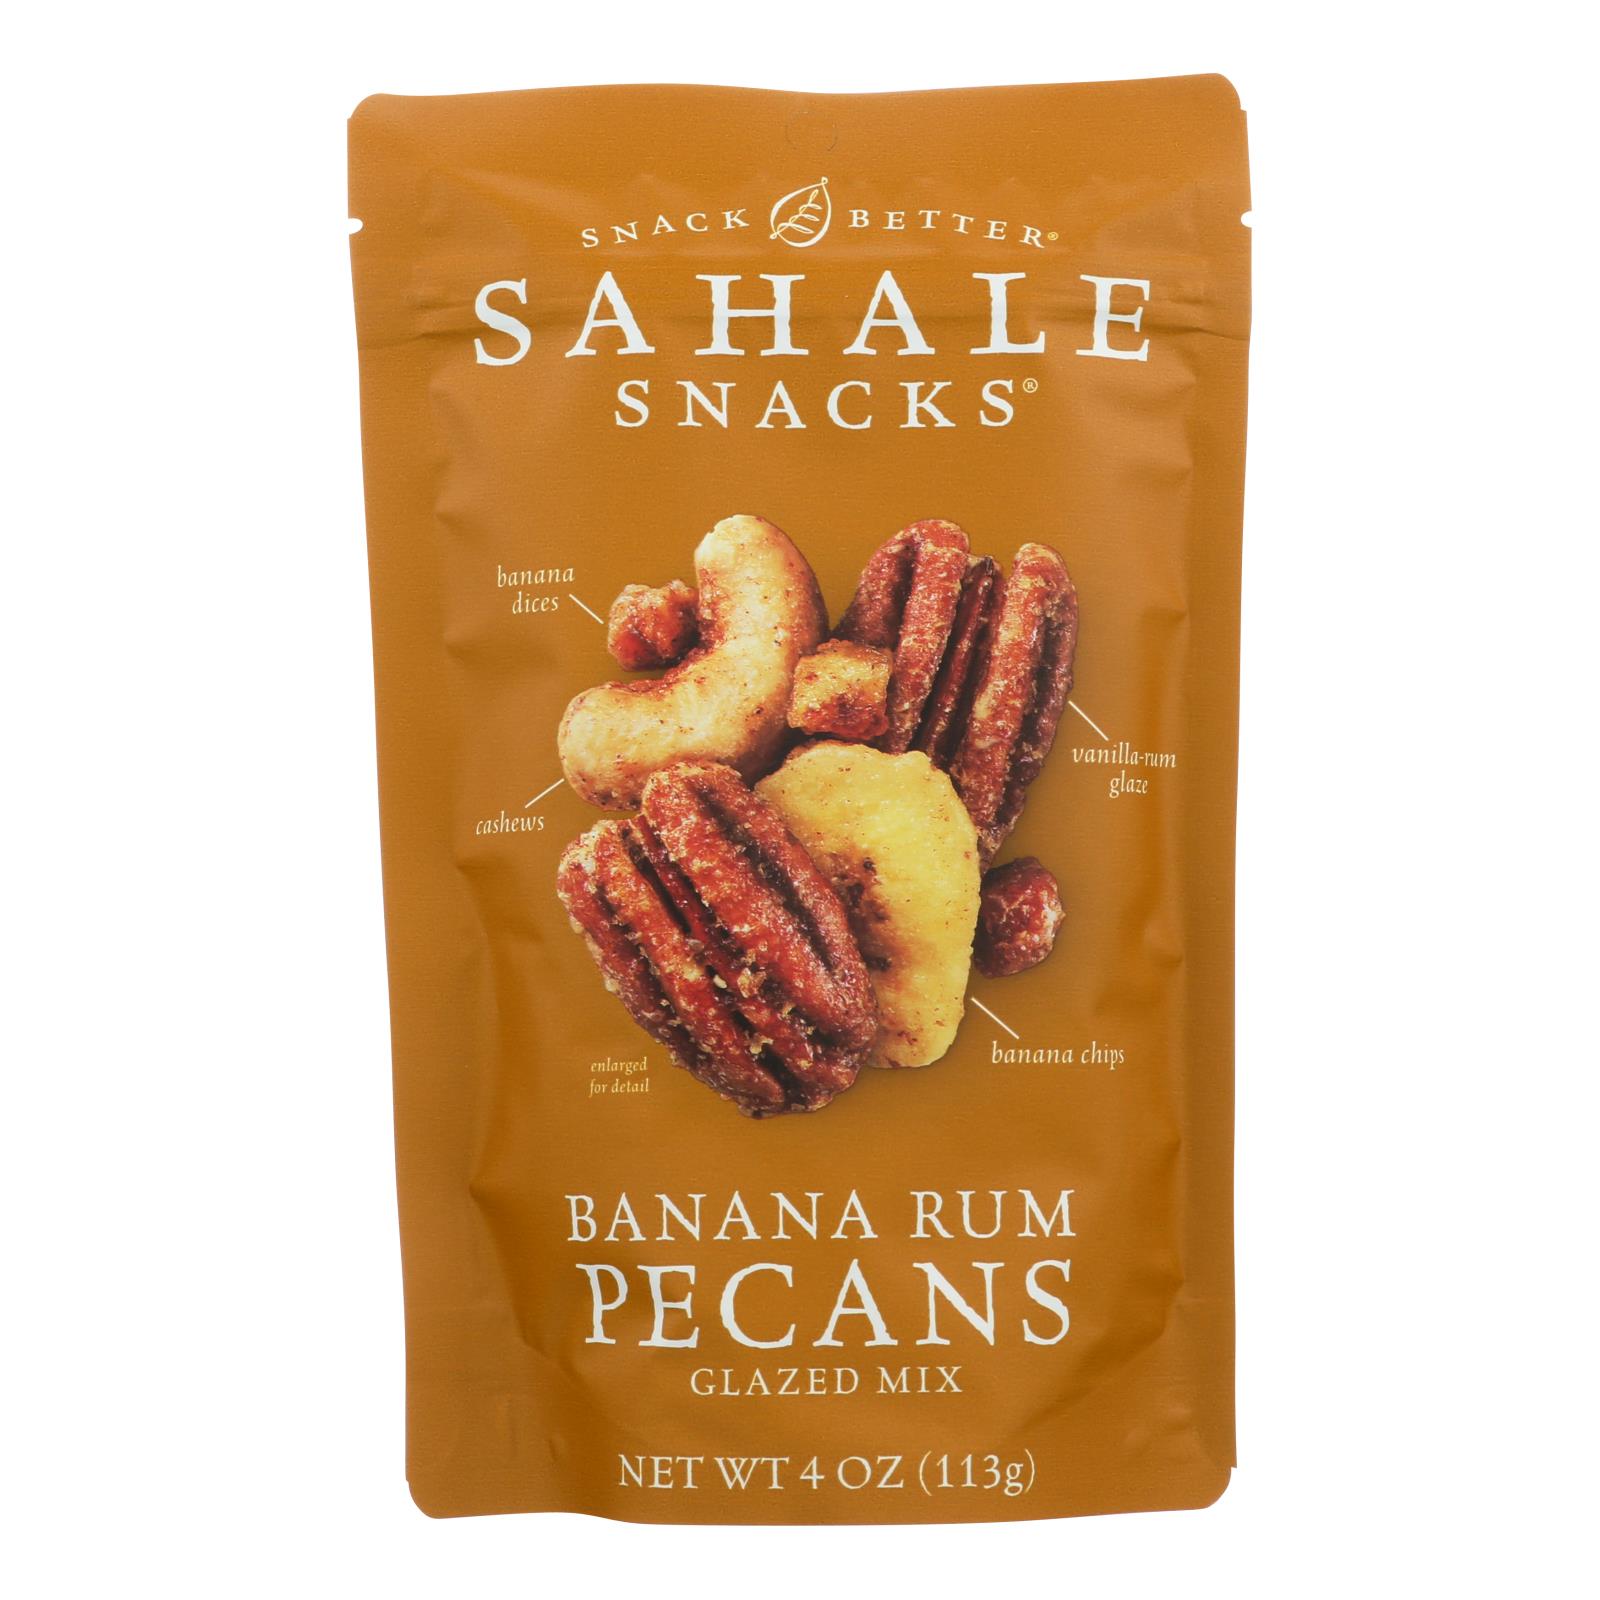 SNACK BETTER®
SAHALE
SNACKS®
banana
dices
vanilla-rum
glaze
cashews
banana chips
enlarged
for detail
BANANA RUM
PECANS
GLAZED MIX
NET WT 4 OZ (113g)